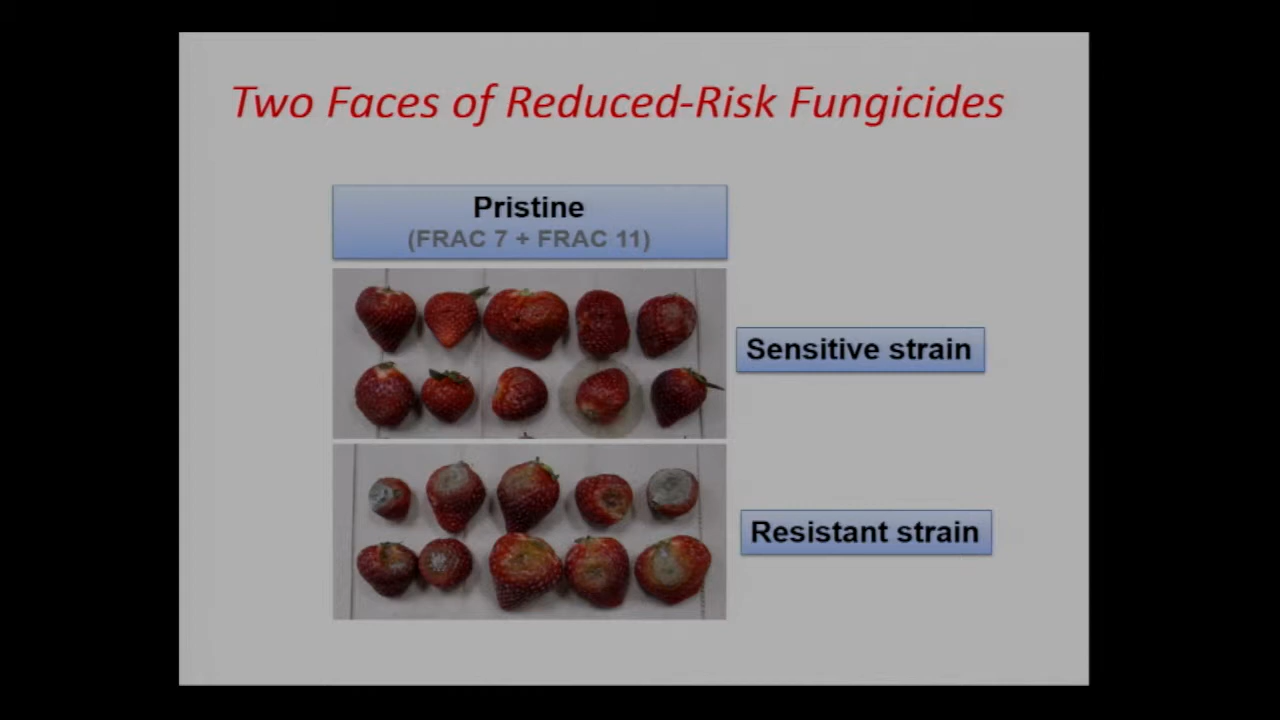 Two Faces of Reduced-Risk Fungicides
Pristine
(FRAC 7 + FRAC 11)
Sensitive strain
Resistant strain